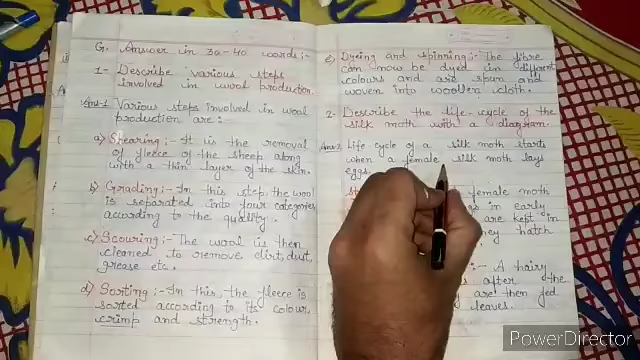 G. Answer in 30-40 words:-
1- Describe various steps
involved in wool production.
Ans-1 Various steps involved in wool
production are :-
a) Shearing :- It is the removal
of fleece of the sheep along
with a thin layer of the skin.
b) Grading :- In this step the wool
is separated into four categories
according to the quality.
c) Scouring :- The wool is then
cleaned to remove dirt, dust,
grease etc.
d) Sorting :- In this, the fleece is
sorted according to its colour,
crimp and strength.
e) Dyeing and spinning :- The fibre
can now be dyed in different
colours and are spun and
woven into woollen cloth.
2- Describe the life-cycle of the
silk moth with a diagram.
Ans-2 Life cycle of a silk moth starts
when a female silk moth lays
eggs.
female moth
in early
are kept in
hatch
:- A hairy
after the
are then fed
leaves.
PowerDirector